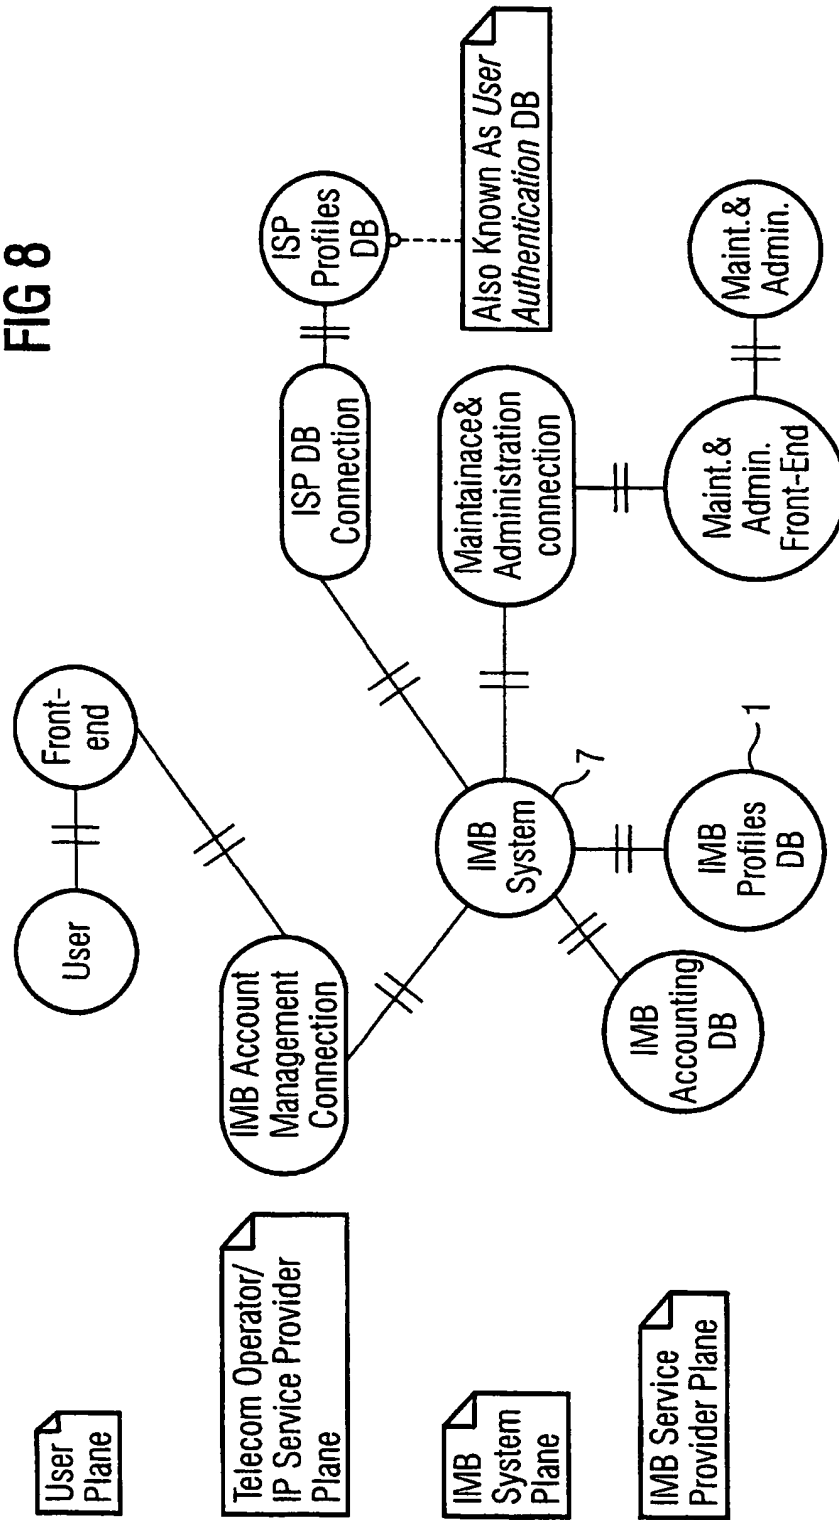 FIG 8
User
Plane
User
Front-
end
Telecom Operator/
IP Service Provider
Plane
IMB Account
Management
Connection
ISP DB
Connection
ISP
Profiles
DB
IMB
System
Plane
IMB
System
7
Maintainace&
Administration
connection
Also Known As User
Authentication DB
IMB Service
Provider Plane
IMB
Accounting
DB
IMB
Profiles
DB
1
Maint.&
Admin.
Front-End
Maint.&
Admin.